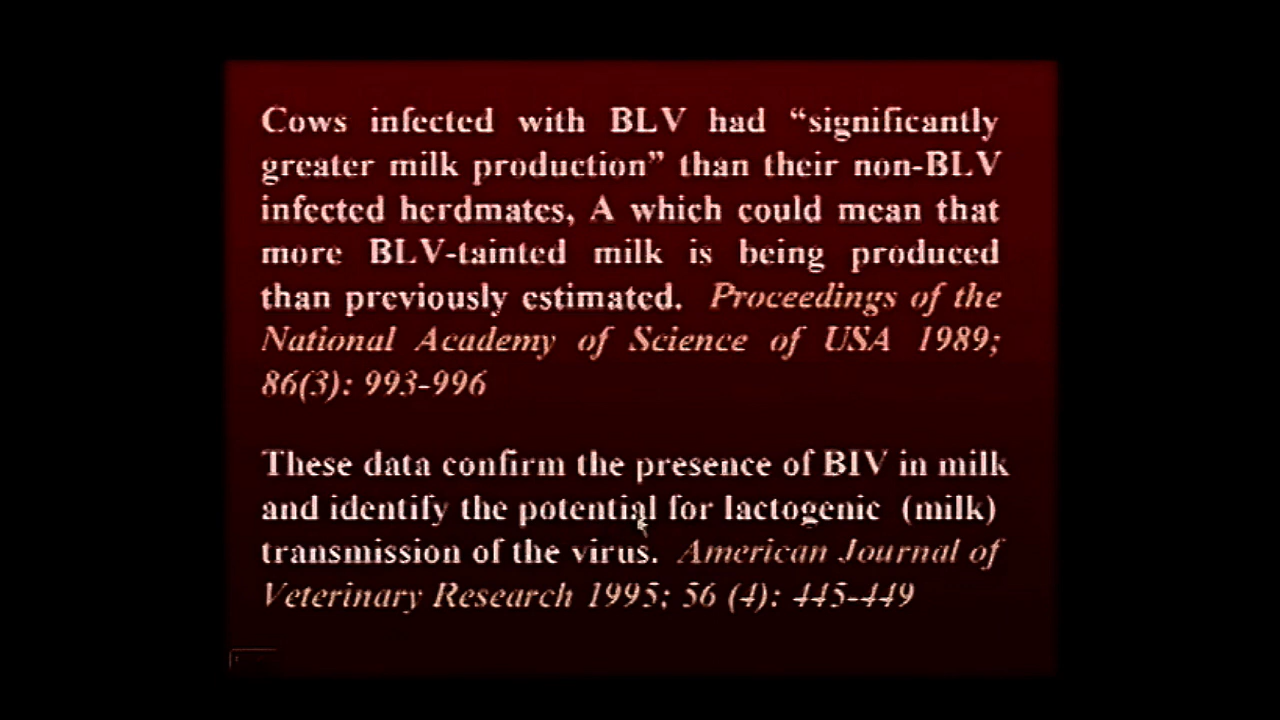 Cows infected with BLV had “significantly
greater milk production” than their non-BLV
infected herdmates, A which could mean that
more BLV-tainted milk is being produced
than previously estimated. Proceedings of the
National Academy of Science of USA 1989;
86(3): 993-996
These data confirm the presence of BIV in milk
and identify the potential for lactogenic (milk)
transmission of the virus. American Journal of
Veterinary Research 1995; 56 (4): 445-449